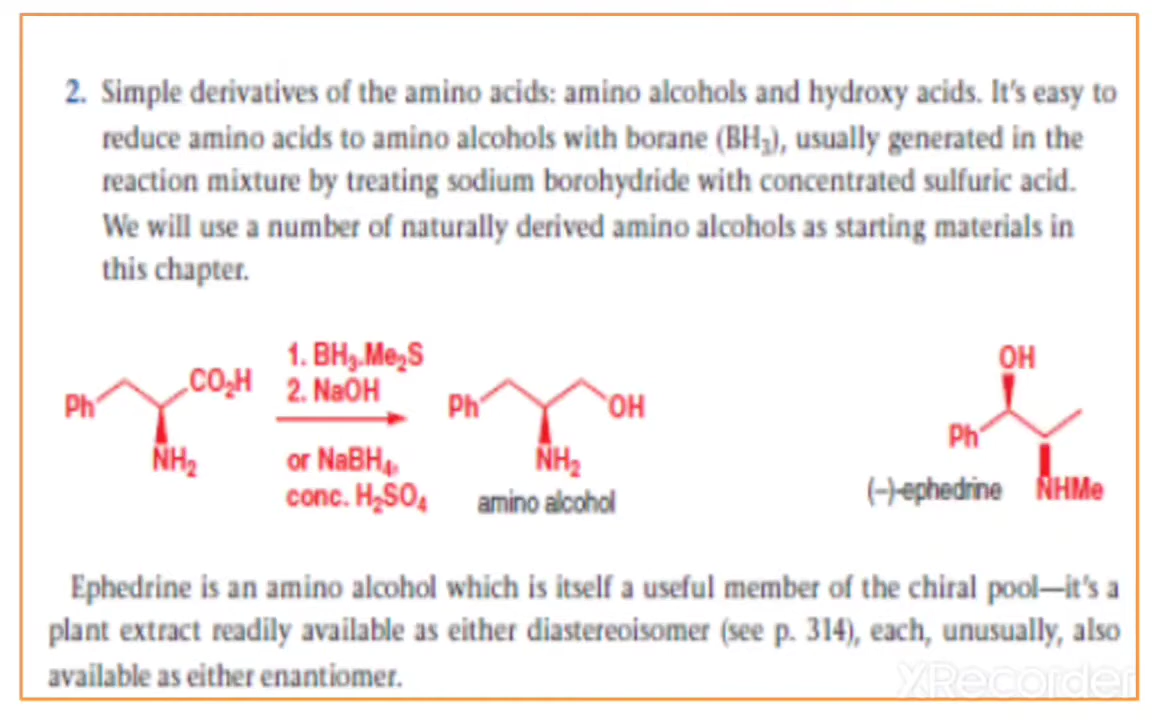 2. Simple derivatives of the amino acids: amino alcohols and hydroxy acids. It's easy to
reduce amino acids to amino alcohols with borane (BH₃), usually generated in the
reaction mixture by treating sodium borohydride with concentrated sulfuric acid.
We will use a number of naturally derived amino alcohols as starting materials in
this chapter.
1. BH₃.Me₂S
2. NaOH
Ph CO₂H
NH₂
or NaBH₄,
conc. H₂SO₄
Ph OH
NH₂
amino alcohol
OH
Ph
NHMe
(–)-ephedrine
Ephedrine is an amino alcohol which is itself a useful member of the chiral pool—it's a
plant extract readily available as either diastereoisomer (see p. 314), each, unusually, also
available as either enantiomer.
XRecorder